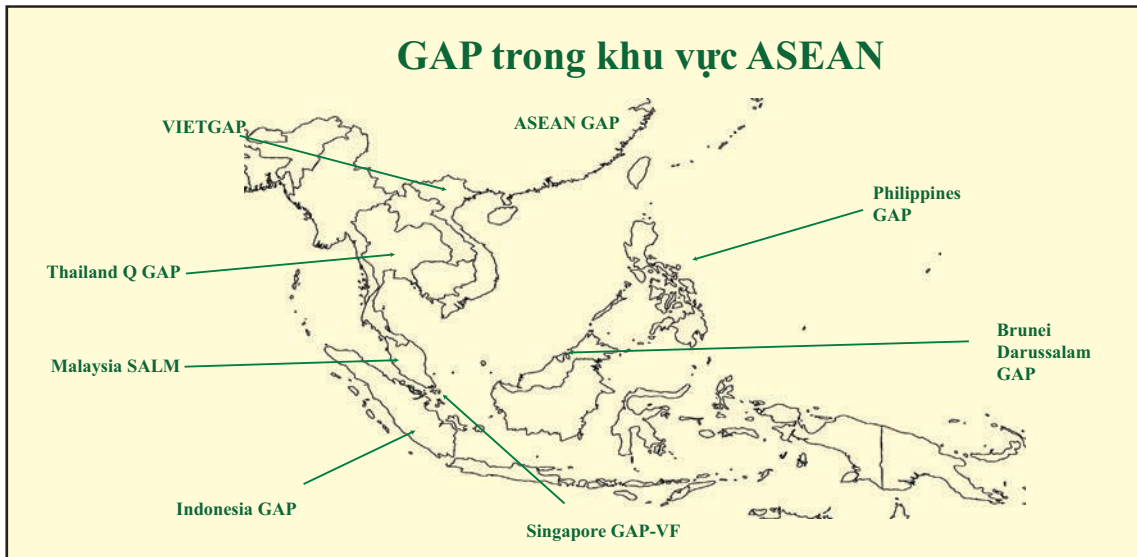 GAP trong khu vực ASEAN
VIETGAP
ASEAN GAP
Philippines
GAP
Thailand Q GAP
Brunei
Darussalam
GAP
Malaysia SALM
Indonesia GAP
Singapore GAP-VF